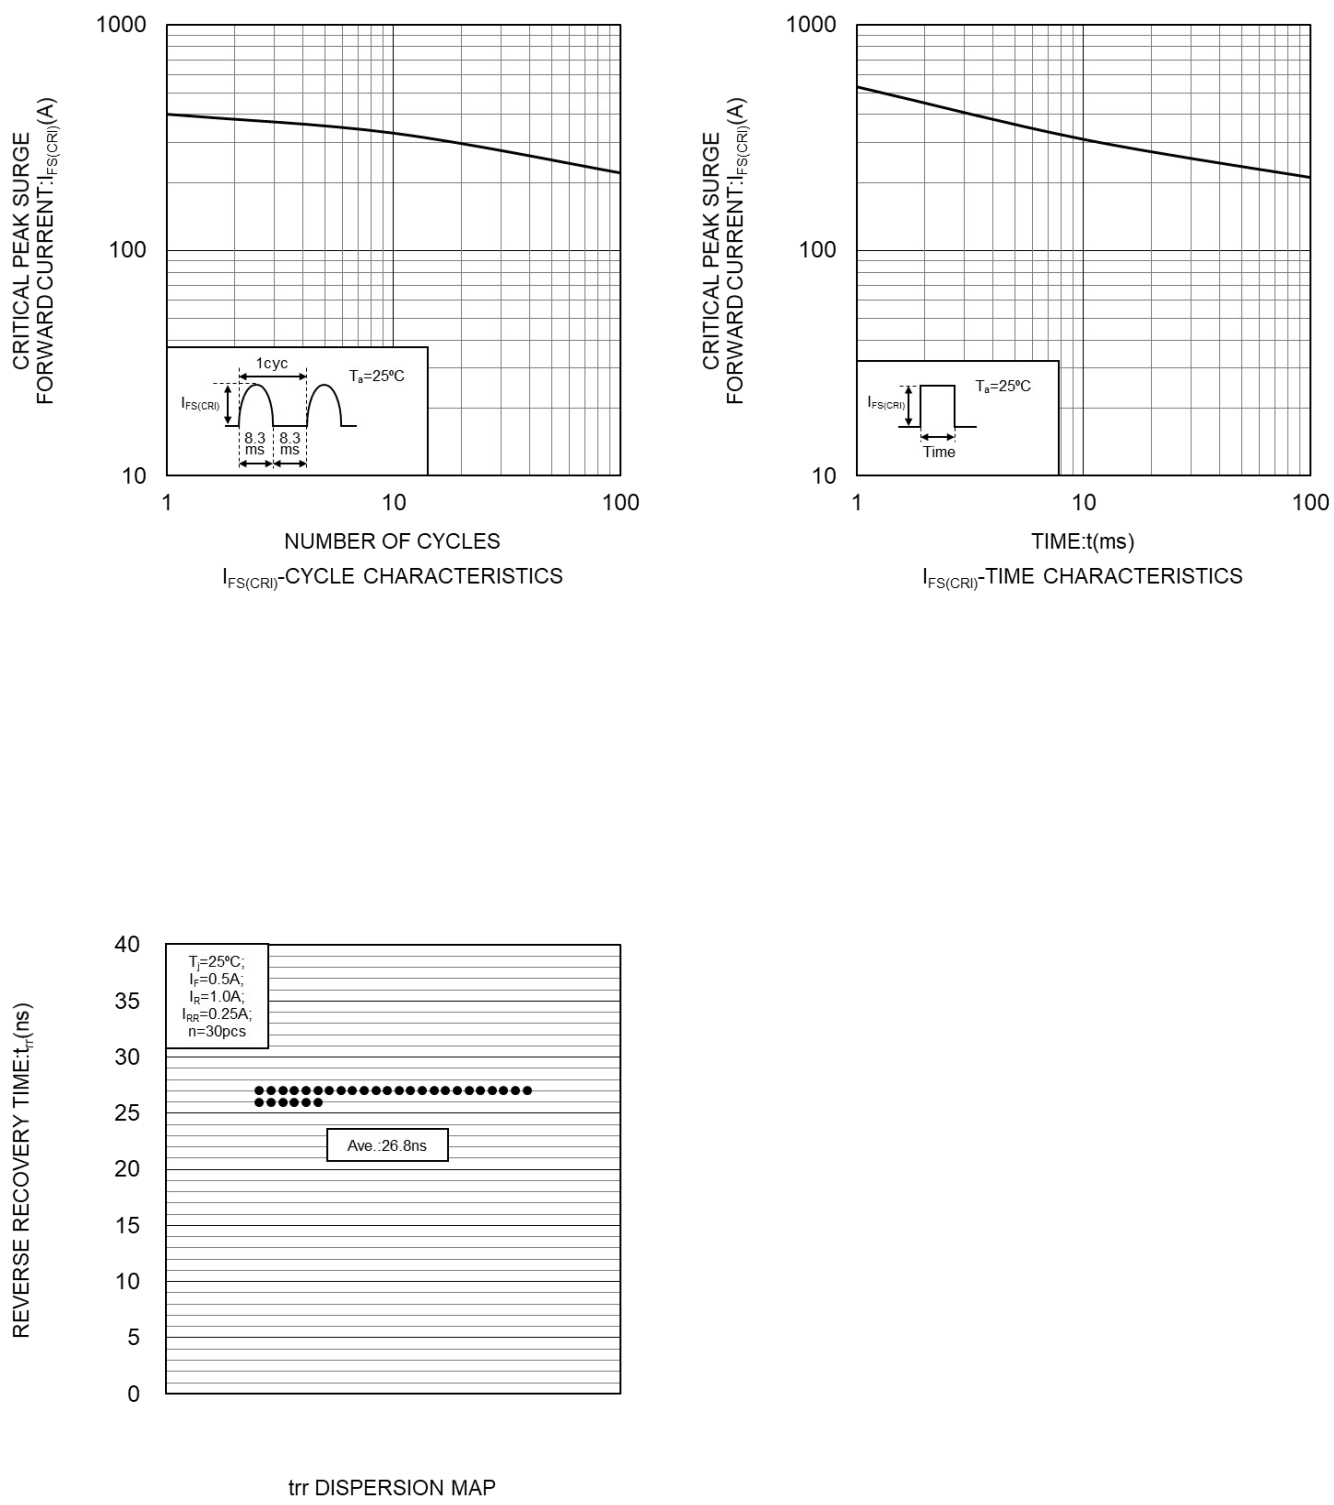 1000
100
10
1
10
100
CRITICAL PEAK SURGE
FORWARD CURRENT:IFS(CRI)(A)
1cyc
Ta=25℃
IFS(CRI)
8.3
ms
8.3
ms
NUMBER OF CYCLES
IFS(CRI)-CYCLE CHARACTERISTICS
1000
100
10
1
10
100
CRITICAL PEAK SURGE
FORWARD CURRENT:IFS(CRI)(A)
IFS(CRI)
Ta=25℃
Time
TIME:t(ms)
IFS(CRI)-TIME CHARACTERISTICS
40
35
30
25
20
15
10
5
0
REVERSE RECOVERY TIME:trr(ns)
Tj=25℃;
IF=0.5A;
IR=1.0A;
IRR=0.25A;
n=30pcs
Ave.:26.8ns
trr DISPERSION MAP